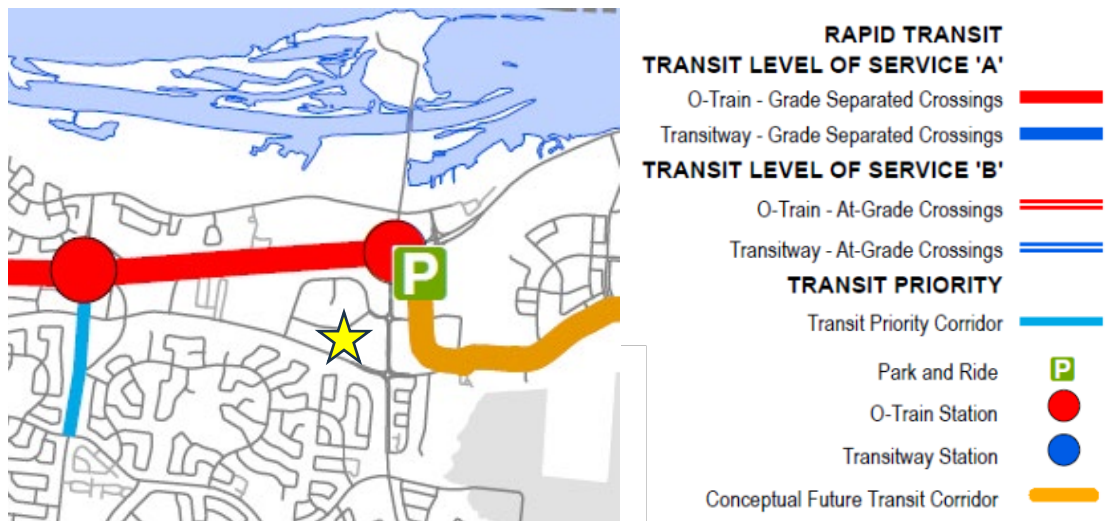 P
RAPID TRANSIT
TRANSIT LEVEL OF SERVICE 'A'
O-Train - Grade Separated Crossings
Transitway - Grade Separated Crossings
TRANSIT LEVEL OF SERVICE 'B'
O-Train - At-Grade Crossings
Transitway - At-Grade Crossings
TRANSIT PRIORITY
Transit Priority Corridor
Park and Ride P
O-Train Station
Transitway Station
Conceptual Future Transit Corridor